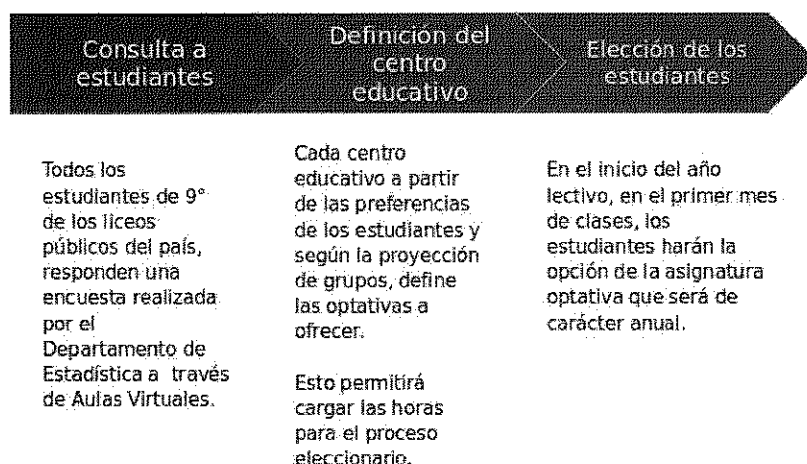 Consulta a
estudiantes
Definición del
centro
educativo
Elección de los
estudiantes
Todos los
estudiantes de 9°
de los liceos
públicos del país,
responden una
encuesta realizada
por el
Departamento de
Estadística a través
de Aulas Virtuales.
Cada centro
educativo a partir
de las preferencias
de los estudiantes y
según la proyección
de grupos, define
las optativas a
ofrecer.
Esto permitirá
cargar las horas
para el proceso
eleccionario.
En el inicio del año
lectivo, en el primer mes
de clases, los
estudiantes harán la
opción de la asignatura
optativa que será de
carácter anual.